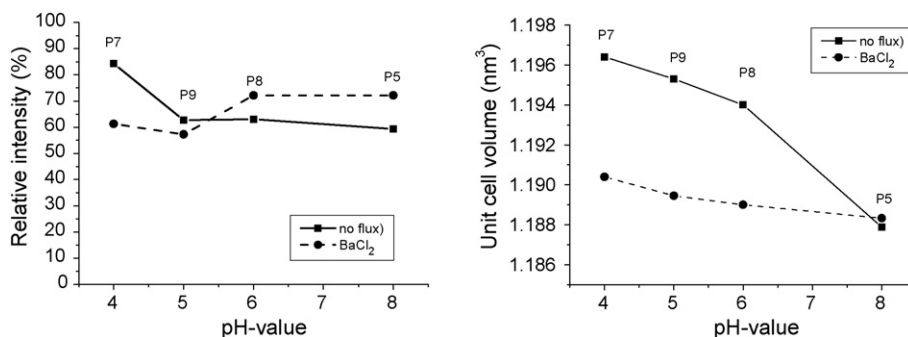 100
90
80
70
60
50
40
30
20
10
0
Relative intensity (%)
P7
P9
P8
P5
no flux)
BaCl₂
4 5 6 7 8
pH-value
1.198
1.196
1.194
1.192
1.190
1.188
1.186
Unit cell volume (nm³)
P7
P9
P8
P5
no flux)
BaCl₂
4 5 6 7 8
pH-value